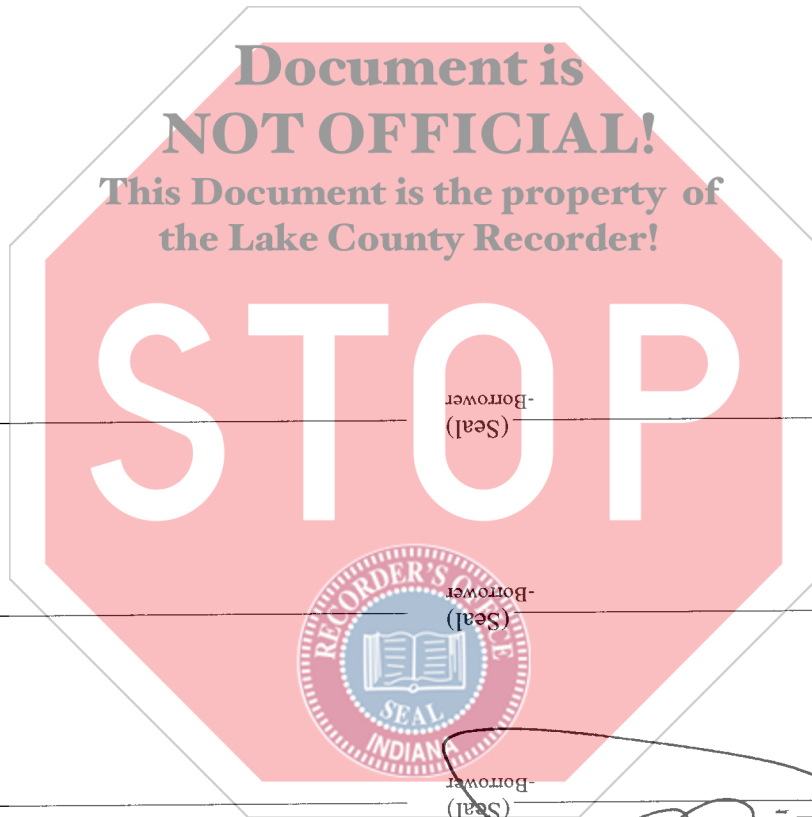 Document is
NOT OFFICIAL!
This Document is the property of
the Lake County Recorder!
STOP
-Borrower
(Seal)
-Borrower
(Seal)
RECORDER'S OFFICE
SEAL
INDIANA
-Borrower
(Seal)